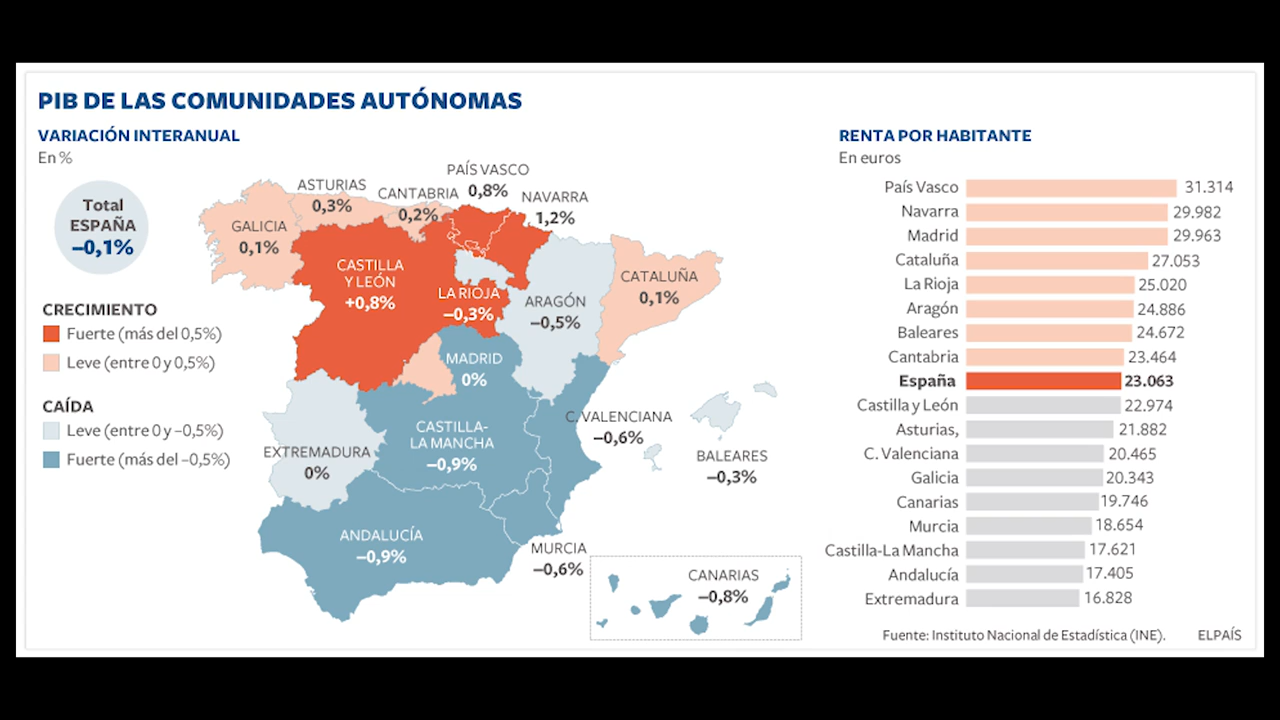 PIB DE LAS COMUNIDADES AUTÓNOMAS
VARIACIÓN INTERANUAL
En %
Total
ESPAÑA
–0,1%
CRECIMIENTO
Fuerte (más del 0,5%)
Leve (entre 0 y 0,5%)
CAÍDA
Leve (entre 0 y –0,5%)
Fuerte (más del –0,5%)
GALICIA
0,1%
ASTURIAS
0,3%
CANTABRIA
0,2%
PAÍS VASCO
0,8%
NAVARRA
1,2%
CASTILLA
Y LEÓN
+0,8%
LA RIOJA
–0,3%
ARAGÓN
–0,5%
CATALUÑA
0,1%
MADRID
0%
CASTILLA-
LA MANCHA
–0,9%
C. VALENCIANA
–0,6%
EXTREMADURA
0%
BALEARES
–0,3%
ANDALUCÍA
–0,9%
MURCIA
–0,6%
CANARIAS
–0,8%
RENTA POR HABITANTE
En euros
País Vasco 31.314
Navarra 29.982
Madrid 29.963
Cataluña 27.053
La Rioja 25.020
Aragón 24.886
Baleares 24.672
Cantabria 23.464
España 23.063
Castilla y León 22.974
Asturias, 21.882
C. Valenciana 20.465
Galicia 20.343
Canarias 19.746
Murcia 18.654
Castilla-La Mancha 17.621
Andalucía 17.405
Extremadura 16.828
Fuente: Instituto Nacional de Estadística (INE). ELPAÍS